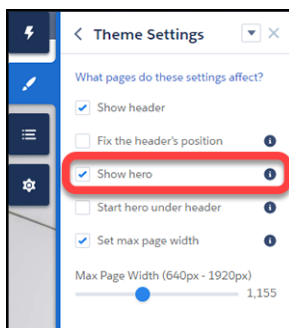 Theme Settings
What pages do these settings affect?
Show header
Fix the header's position
Show hero
Start hero under header
Set max page width
Max Page Width (640px - 1920px)
1,155